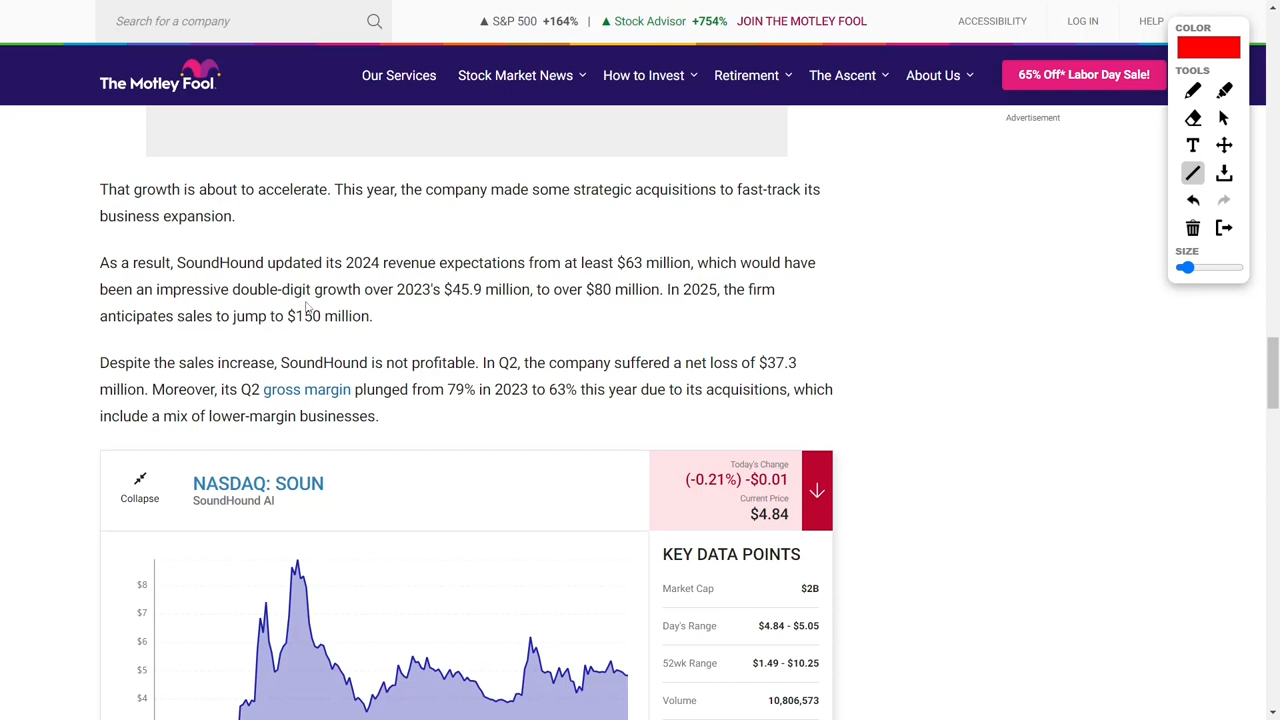 Search for a company
▲ S&P 500 +164% | ▲ Stock Advisor +754% JOIN THE MOTLEY FOOL
ACCESSIBILITY LOG IN HELP
The Motley Fool.
Our Services Stock Market News How to Invest Retirement The Ascent About Us 65% Off* Labor Day Sale!
COLOR
TOOLS
SIZE
Advertisement
That growth is about to accelerate. This year, the company made some strategic acquisitions to fast-track its
business expansion.
As a result, SoundHound updated its 2024 revenue expectations from at least $63 million, which would have
been an impressive double-digit growth over 2023's $45.9 million, to over $80 million. In 2025, the firm
anticipates sales to jump to $150 million.
Despite the sales increase, SoundHound is not profitable. In Q2, the company suffered a net loss of $37.3
million. Moreover, its Q2 gross margin plunged from 79% in 2023 to 63% this year due to its acquisitions, which
include a mix of lower-margin businesses.
Collapse
NASDAQ: SOUN
SoundHound AI
Today's Change
(-0.21%) -$0.01
Current Price
$4.84
$8
$7
$6
$5
$4
KEY DATA POINTS
Market Cap $2B
Day's Range $4.84 - $5.05
52wk Range $1.49 - $10.25
Volume 10,806,573